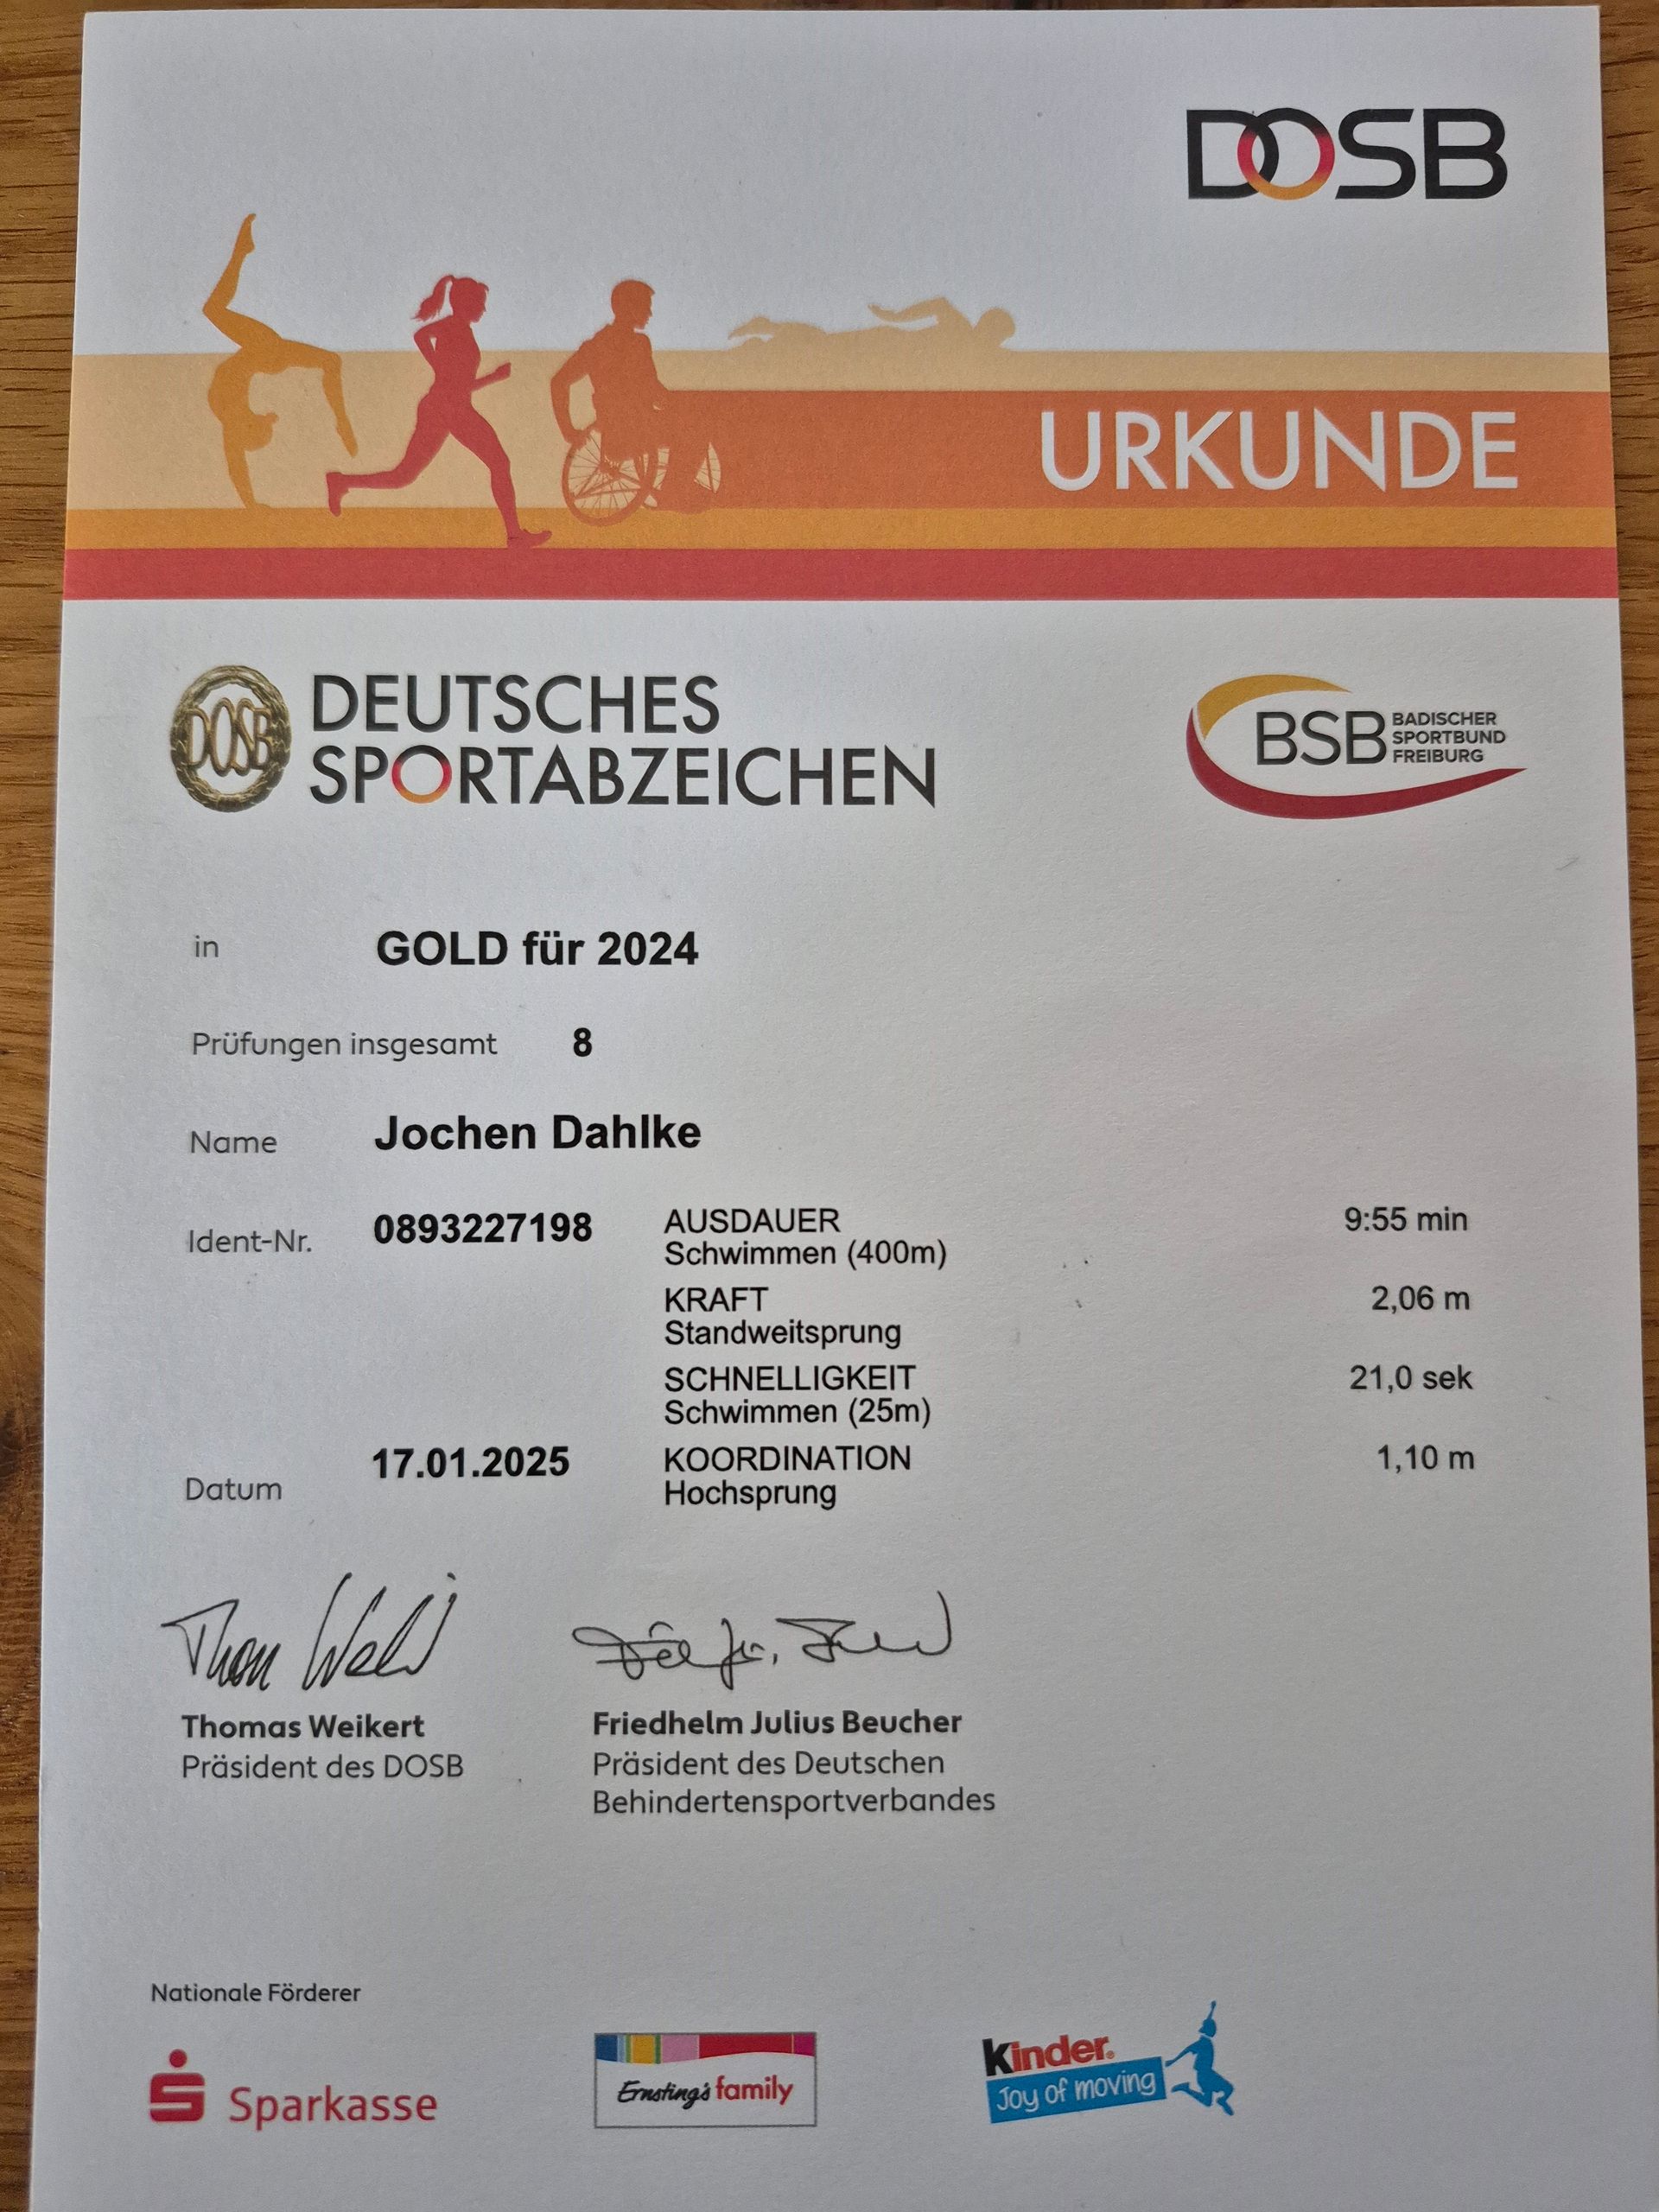 DOSB
URKUNDE
DOSB
DEUTSCHES
SPORTABZEICHEN
BSB
BADISCHER
SPORTBUND
FREIBURG
in GOLD für 2024
Prüfungen insgesamt 8
Name Jochen Dahlke
Ident-Nr. 0893227198
AUSDAUER 9:55 min
Schwimmen (400m)
KRAFT 2,06 m
Standweitsprung
SCHNELLIGKEIT 21,0 sek
Schwimmen (25m)
Datum 17.01.2025
KOORDINATION 1,10 m
Hochsprung
Thomas Weikert
Präsident des DOSB
Friedhelm Julius Beucher
Präsident des Deutschen
Behindertensportverbandes
Nationale Förderer
Sparkasse
Ernsting's family
kinder
Joy of moving